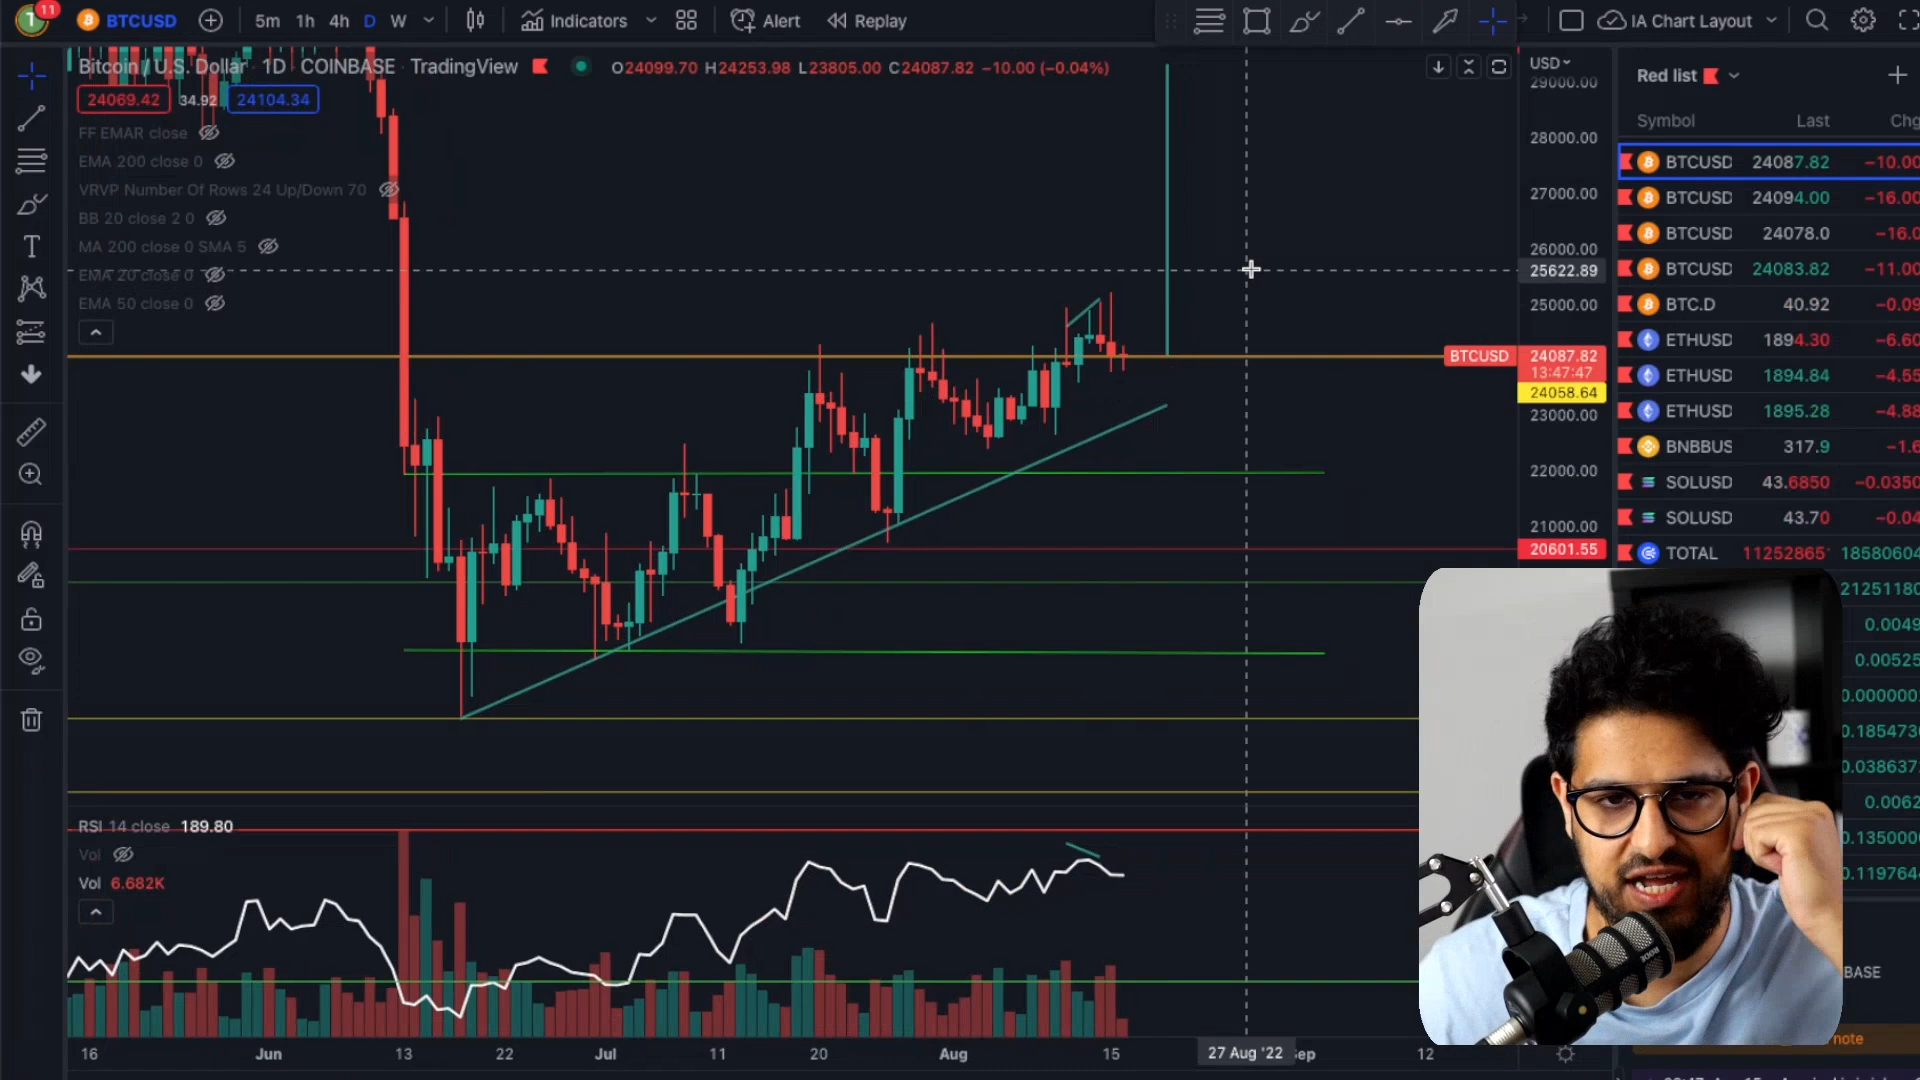 11
BTCUSD 5m 1h 4h D W Indicators Alert Replay IA Chart Layout
Bitcoin / U.S. Dollar · 1D · COINBASE · TradingView O24099.70 H24253.98 L23805.00 C24087.82 −10.00 (−0.04%)
24069.42 34.92 24104.34
FF EMAR close
EMA 200 close 0
VRVP Number Of Rows 24 Up/Down 70
BB 20 close 2 0
MA 200 close 0 SMA 5
EMA 20 close 0
EMA 50 close 0
USD
29000.00
28000.00
27000.00
26000.00
25622.89
25000.00
BTCUSD 24087.82
13:47:47
24058.64
23000.00
22000.00
21000.00
20601.55
Red list
Symbol Last Chg
BTCUSD 24087.82 −10.00
BTCUSD 24094.00 −16.00
BTCUSD 24078.0 −16.0
BTCUSD 24083.82 −11.00
BTC.D 40.92 −0.09
ETHUSD 1894.30 −6.60
ETHUSD 1894.84 −4.55
ETHUSD 1895.28 −4.88
BNBBUS 317.9 −1.6
SOLUSD 43.6850 −0.0350
SOLUSD 43.70 −0.04
TOTAL 11252865 18580604
21251180
0.0049
0.00525
0.000000
0.185473
0.038637
0.0062
0.135000
0.119764
BASE
note
RSI 14 close 189.80
Vol
Vol 6.682K
RODE
16 Jun 13 22 Jul 11 20 Aug 15 27 Aug '22 ep 12